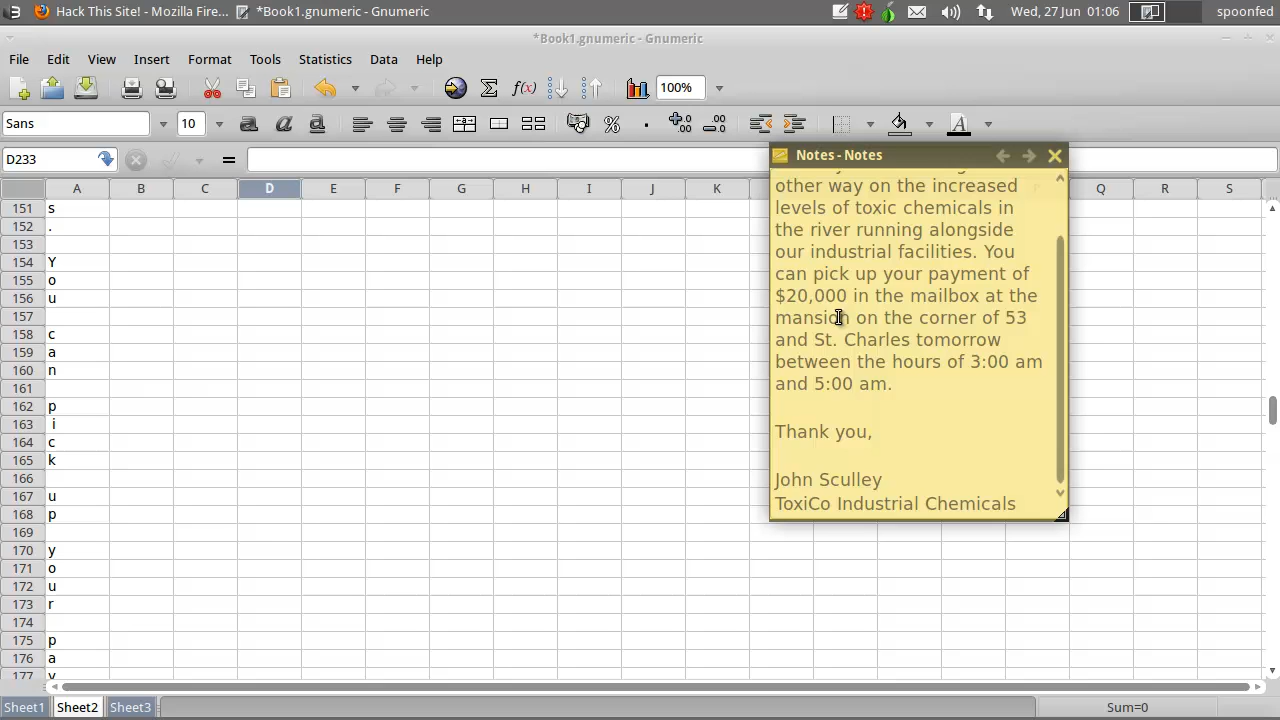 Hack This Site! - Mozilla Fire... *Book1.gnumeric - Gnumeric Wed, 27 Jun 01:06 spoonfed
*Book1.gnumeric - Gnumeric
File Edit View Insert Format Tools Statistics Data Help
100%
Sans 10
D233
Notes - Notes
A B C D E F G H I J K Q R S
other way on the increased
levels of toxic chemicals in
the river running alongside
our industrial facilities. You
can pick up your payment of
$20,000 in the mailbox at the
mansion on the corner of 53
and St. Charles tomorrow
between the hours of 3:00 am
and 5:00 am.
Thank you,
John Sculley
ToxiCo Industrial Chemicals
151 s
152 .
153
154 Y
155 o
156 u
157
158 c
159 a
160 n
161
162 p
163 i
164 c
165 k
166
167 u
168 p
169
170 y
171 o
172 u
173 r
174
175 p
176 a
177 y
Sheet1 Sheet2 Sheet3 Sum=0